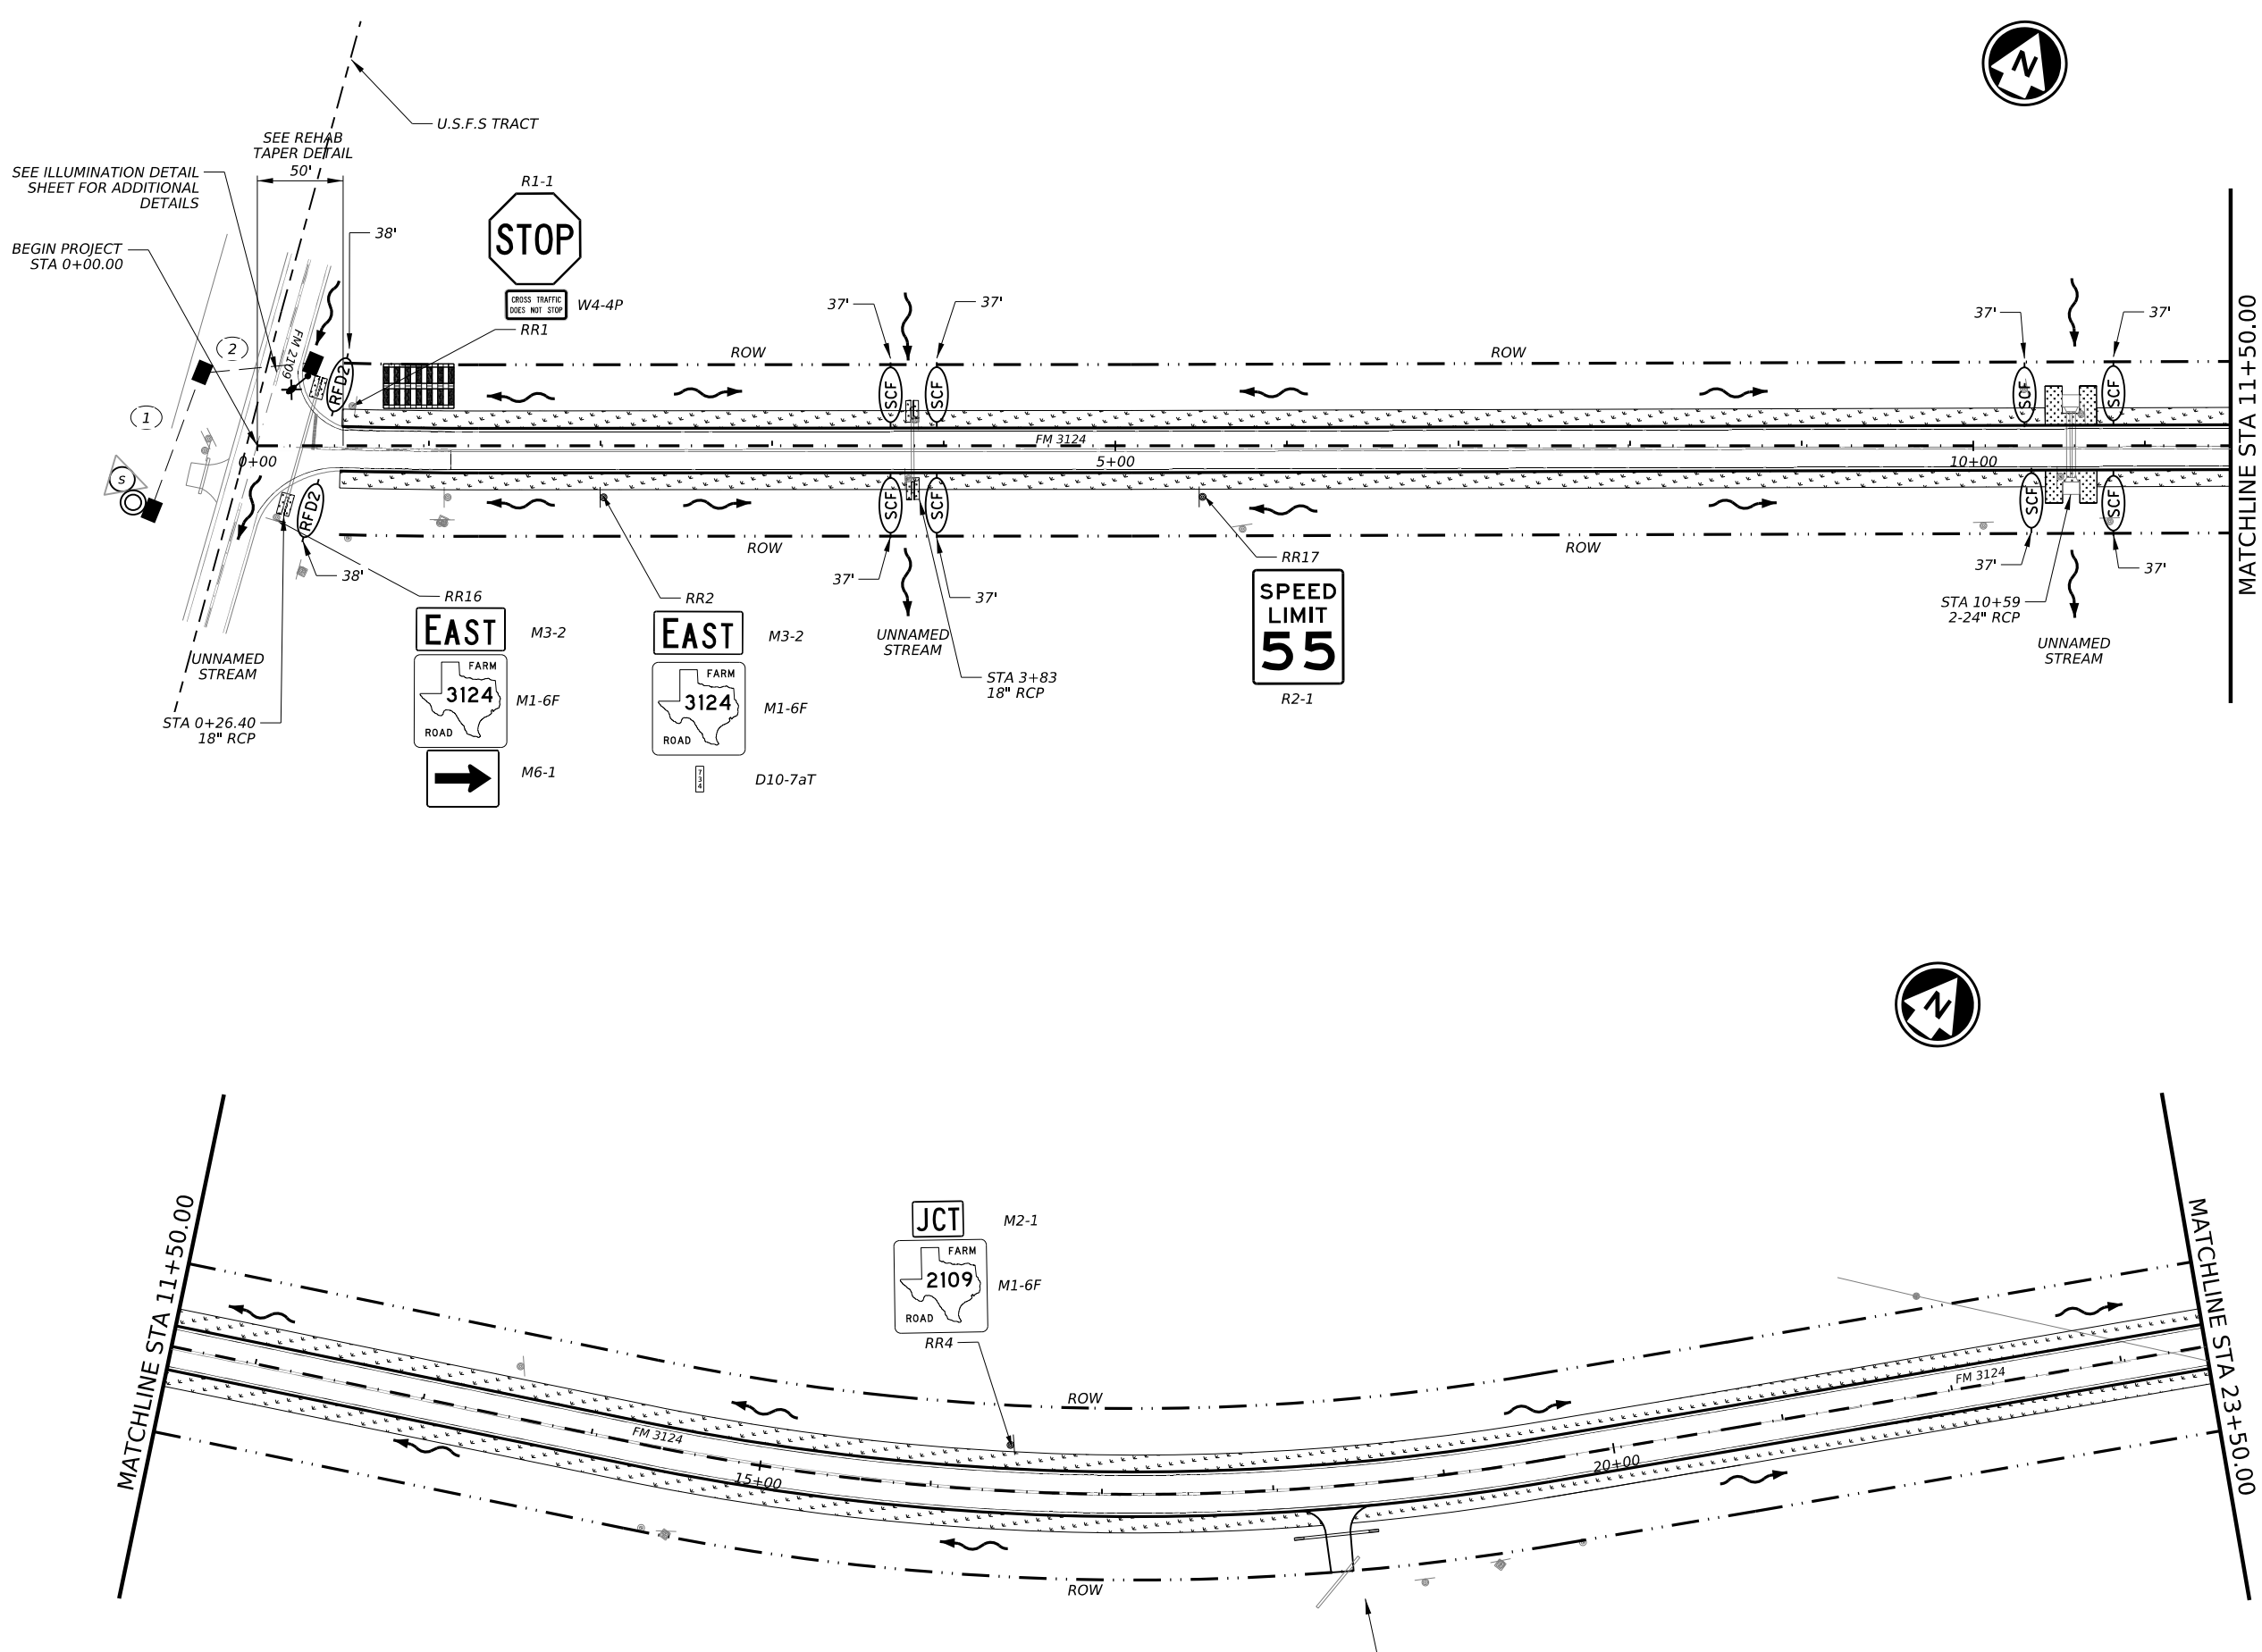 U.S.F.S TRACT
SEE REHAB
TAPER DETAIL
50'
SEE ILLUMINATION DETAIL
SHEET FOR ADDITIONAL
DETAILS
BEGIN PROJECT
STA 0+00.00
38'
R1-1
STOP
CROSS TRAFFIC
DOES NOT STOP
W4-4P
RR1
N
MATCHLINE STA 11+50.00
2
1
S
FM 2109
RFD2
RFD2
0+00
38'
ROW
ROW
37'
37'
SCF
SCF
FM 3124
5+00
10+00
37'
37'
SCF
SCF
SCF
SCF
SCF
SCF
ROW
ROW
37'
37'
37'
37'
RR16
EAST
M3-2
FARM
3124
ROAD
M1-6F
M6-1
RR2
EAST
M3-2
FARM
3124
ROAD
M1-6F
734
D10-7aT
UNNAMED
STREAM
STA 0+26.40
18" RCP
UNNAMED
STREAM
STA 3+83
18" RCP
RR17
SPEED
LIMIT
55
R2-1
STA 10+59
2-24" RCP
UNNAMED
STREAM
N
MATCHLINE STA 11+50.00
JCT
M2-1
FARM
2109
ROAD
M1-6F
RR4
ROW
FM 3124
15+00
20+00
FM 3124
ROW
MATCHLINE STA 23+50.00